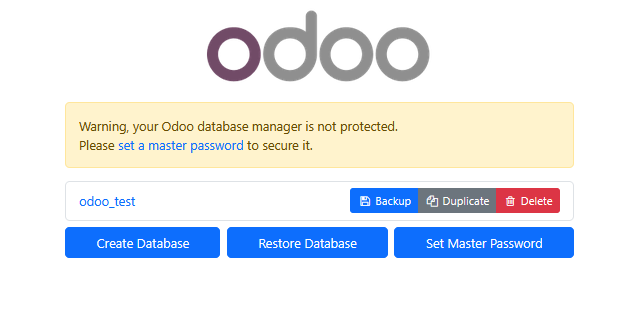 odoo
Warning, your Odoo database manager is not protected.
Please set a master password to secure it.
odoo_test
Backup
Duplicate
Delete
Create Database
Restore Database
Set Master Password